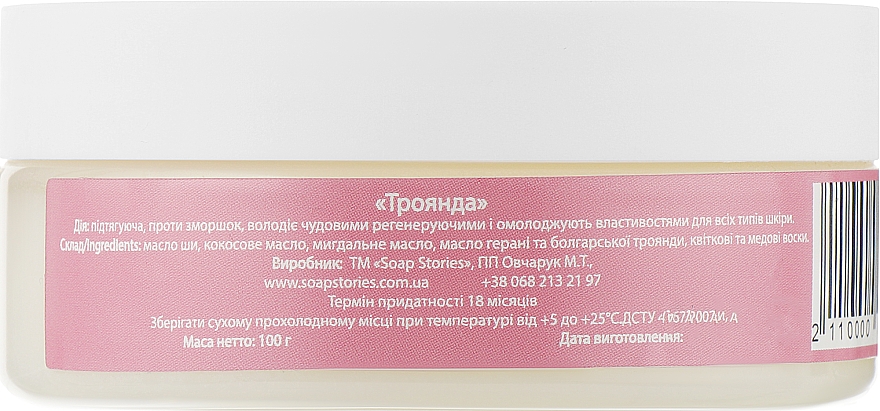 «Троянда»
Дія: підтягуюча, проти зморшок, володіє чудовими регенеруючими і омолоджують властивостями для всіх типів шкіри.
Склад/Ingredients: масло ши, кокосове масло, мигдальне масло, масло герані та болгарської троянди, квіткові та медові воски.
Виробник: ТМ «Soap Stories», ПП Овчарук М.Т.,
www.soapstories.com.ua +38 068 213 21 97
Термін придатності 18 місяців
Зберігати сухому прохолодному місці при температурі від +5 до +25°С.ДСТУ
Маса нетто: 100 г Дата виготовлення:
2 110000